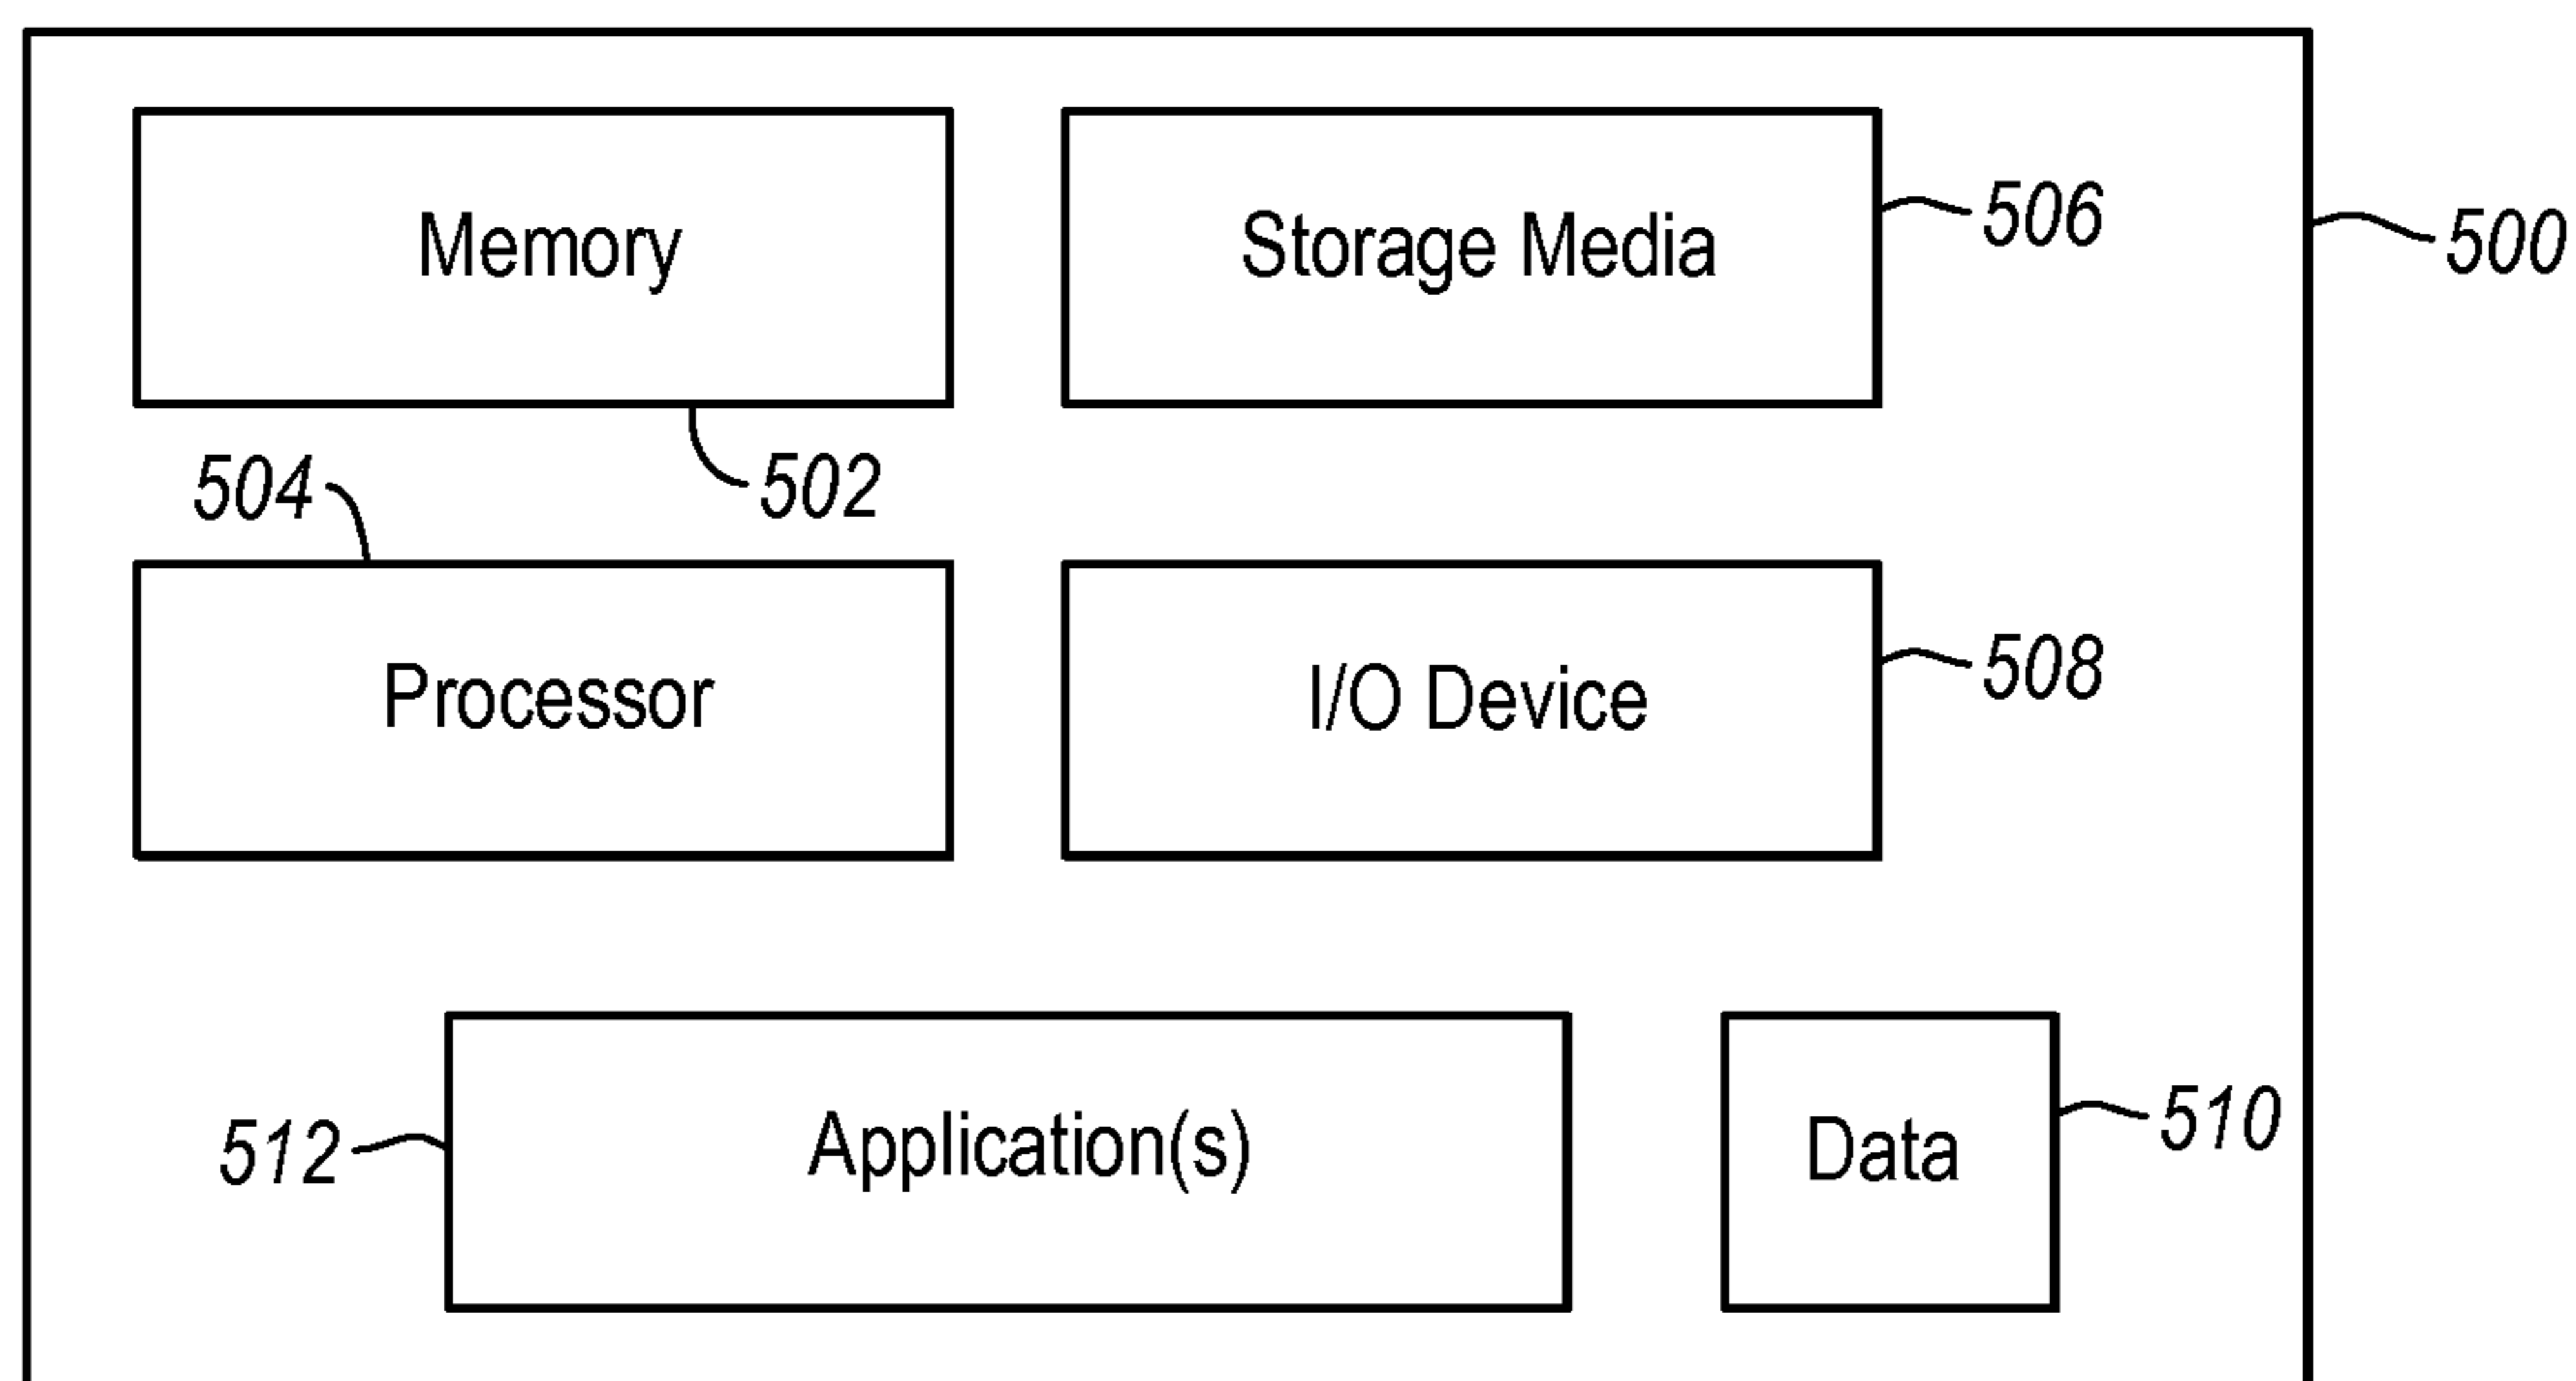 Memory
Storage Media
506
500
502
504
Processor
I/O Device
508
512
Application(s)
Data
510